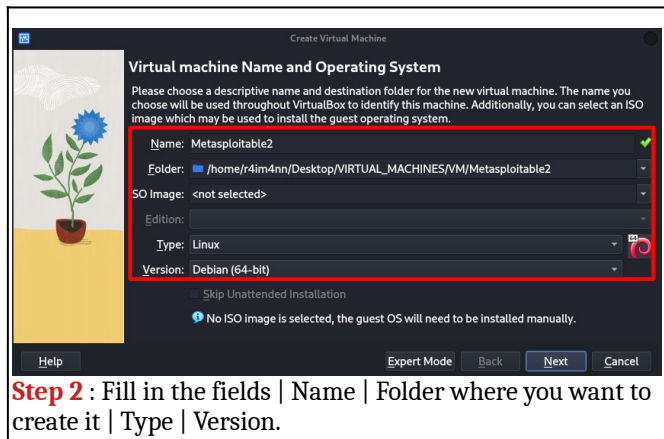 Create Virtual Machine
Virtual machine Name and Operating System
Please choose a descriptive name and destination folder for the new virtual machine. The name you
choose will be used throughout VirtualBox to identify this machine. Additionally, you can select an ISO
image which may be used to install the guest operating system.
Name: Metasploitable2
Folder: /home/r4im4nn/Desktop/VIRTUAL_MACHINES/VM/Metasploitable2
ISO Image: <not selected>
Edition:
Type: Linux 64
Version: Debian (64-bit)
Skip Unattended Installation
No ISO image is selected, the guest OS will need to be installed manually.
Help Expert Mode Back Next Cancel
Step 2 : Fill in the fields | Name | Folder where you want to
create it | Type | Version.